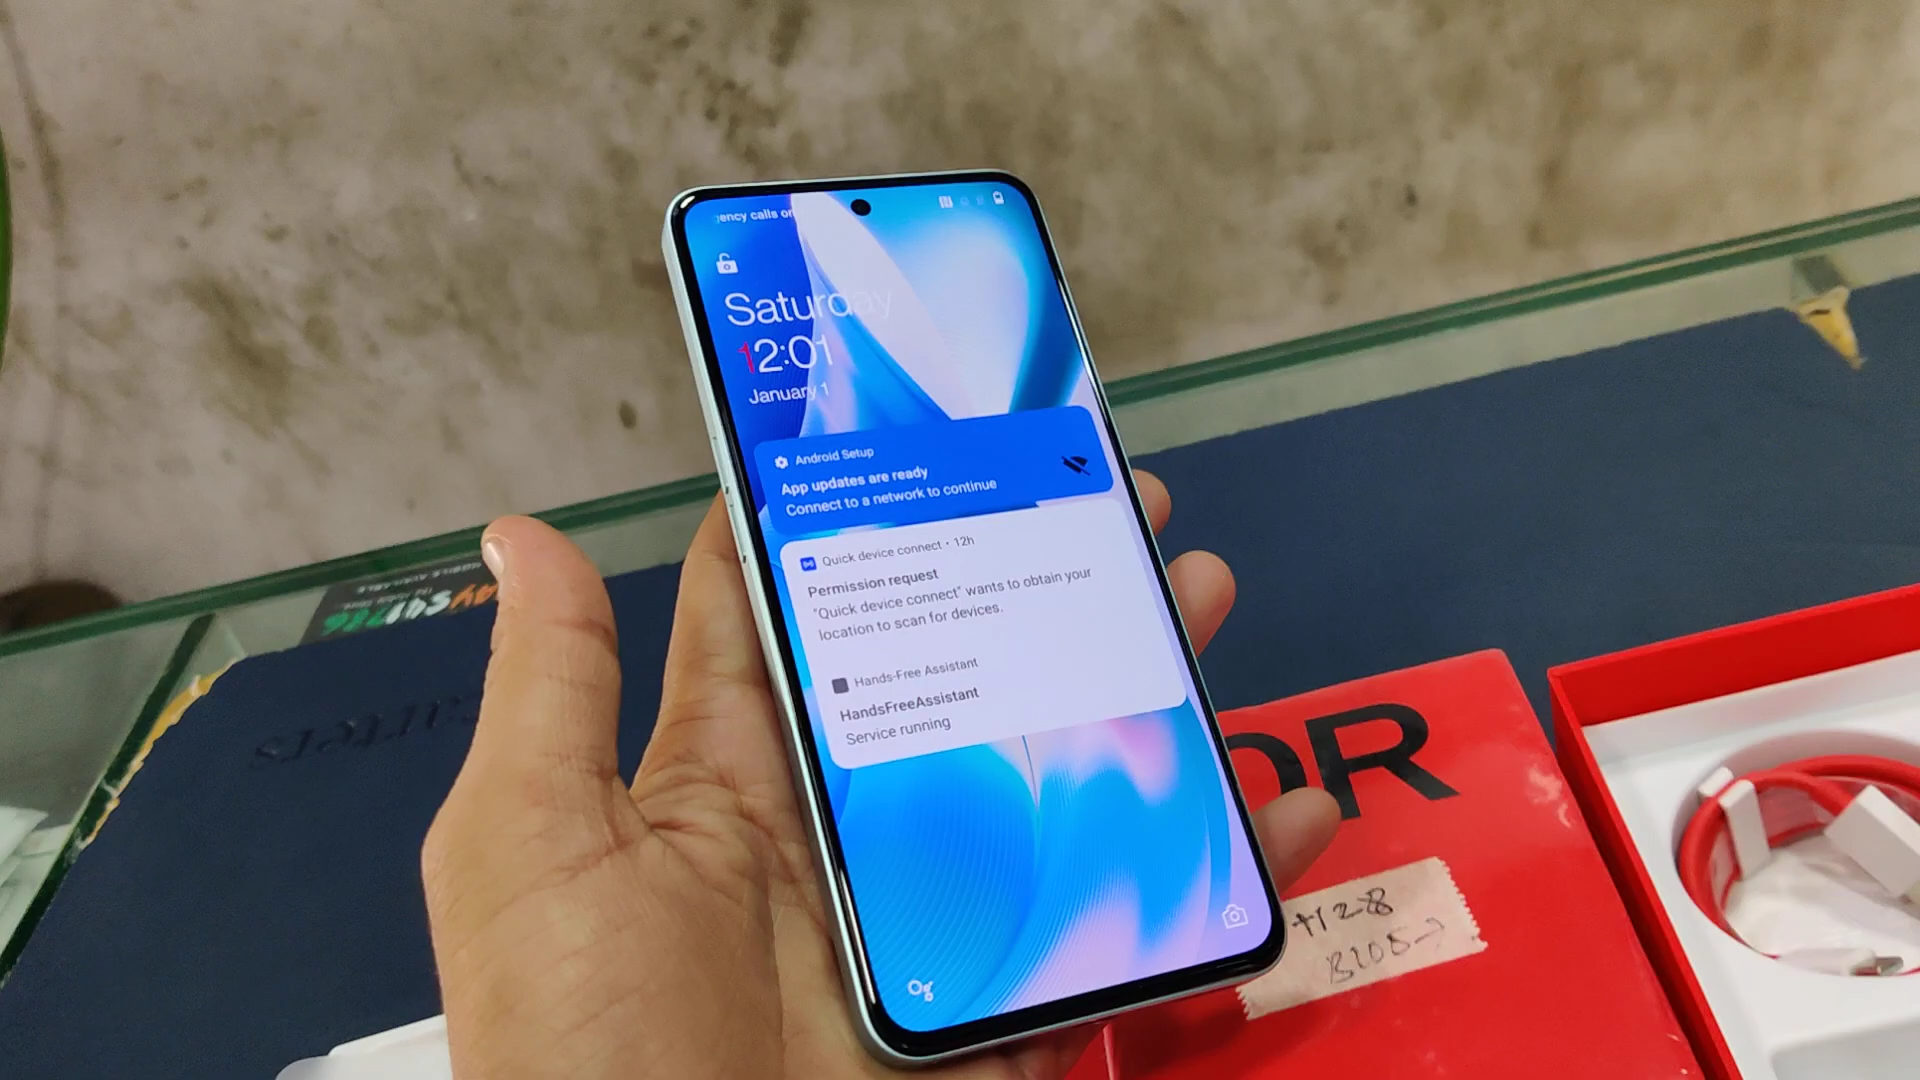 ency calls on
Saturday
12:01
January 1
Android Setup
App updates are ready
Connect to a network to continue
Quick device connect • 12h
Permission request
"Quick device connect" wants to obtain your
location to scan for devices.
Hands-Free Assistant
HandsFreeAssistant
Service running
OR
+128